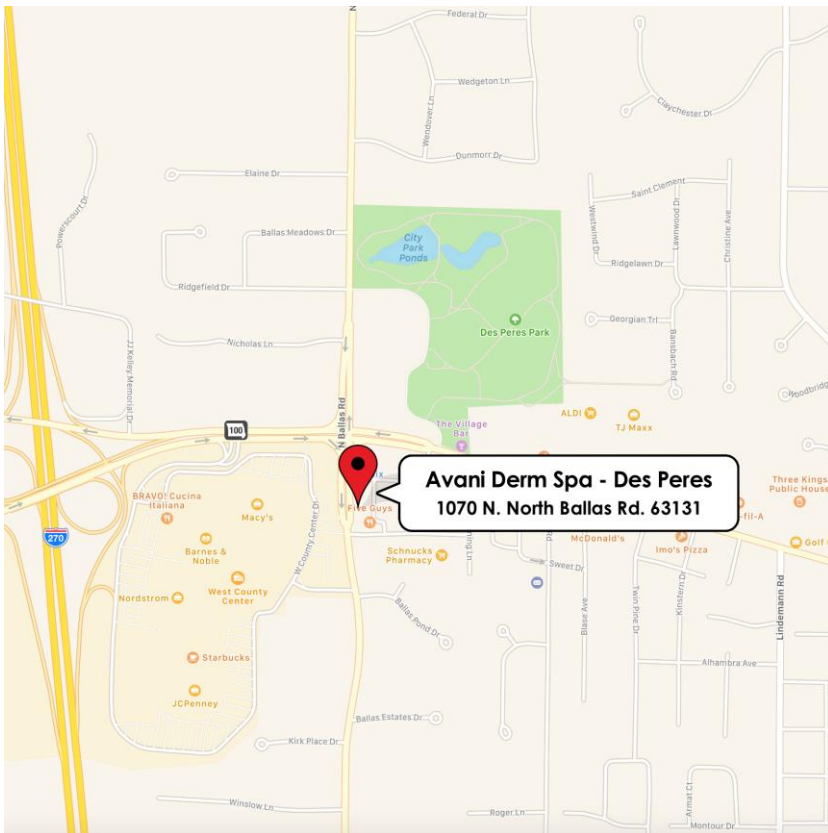 N
Federal Dr
Wedgeton Ln
Wendover Ln
Claychester Dr
Dunmorr Dr
Elaine Dr
Powerscourt Dr
Saint Clement
Westwind Dr
Lawnwood Dr
Christine Ave
Ballas Meadows Dr
City
Park
Ponds
Ridgelawn Dr
Ridgefield Dr
Des Peres Park
Georgian Trl
Bansbach Rd
Nicholas Ln
JJ Kelley Memorial Dr
N Ballas Rd
ALDI
TJ Maxx
The Village
Bar
100
Avani Derm Spa - Des Peres
1070 N. North Ballas Rd. 63131
Three Kings
Public House
BRAVO! Cucina
Italiana
Macy's
W County Center Dr
Five Guys
McDonald's
fil-A
270
Barnes &
Noble
Schnucks
Pharmacy
Imo's Pizza
Golf
Sweet Dr
West County
Center
Nordstrom
Blase Ave
Twin Pine Dr
Kinstern Dr
Lindemann Rd
Ballas Pond Dr
Starbucks
Alhambra Ave
JCPenney
Ballas Estates Dr
Kirk Place Dr
Winslow Ln
Roger Ln
Armat Ct
Montour Dr